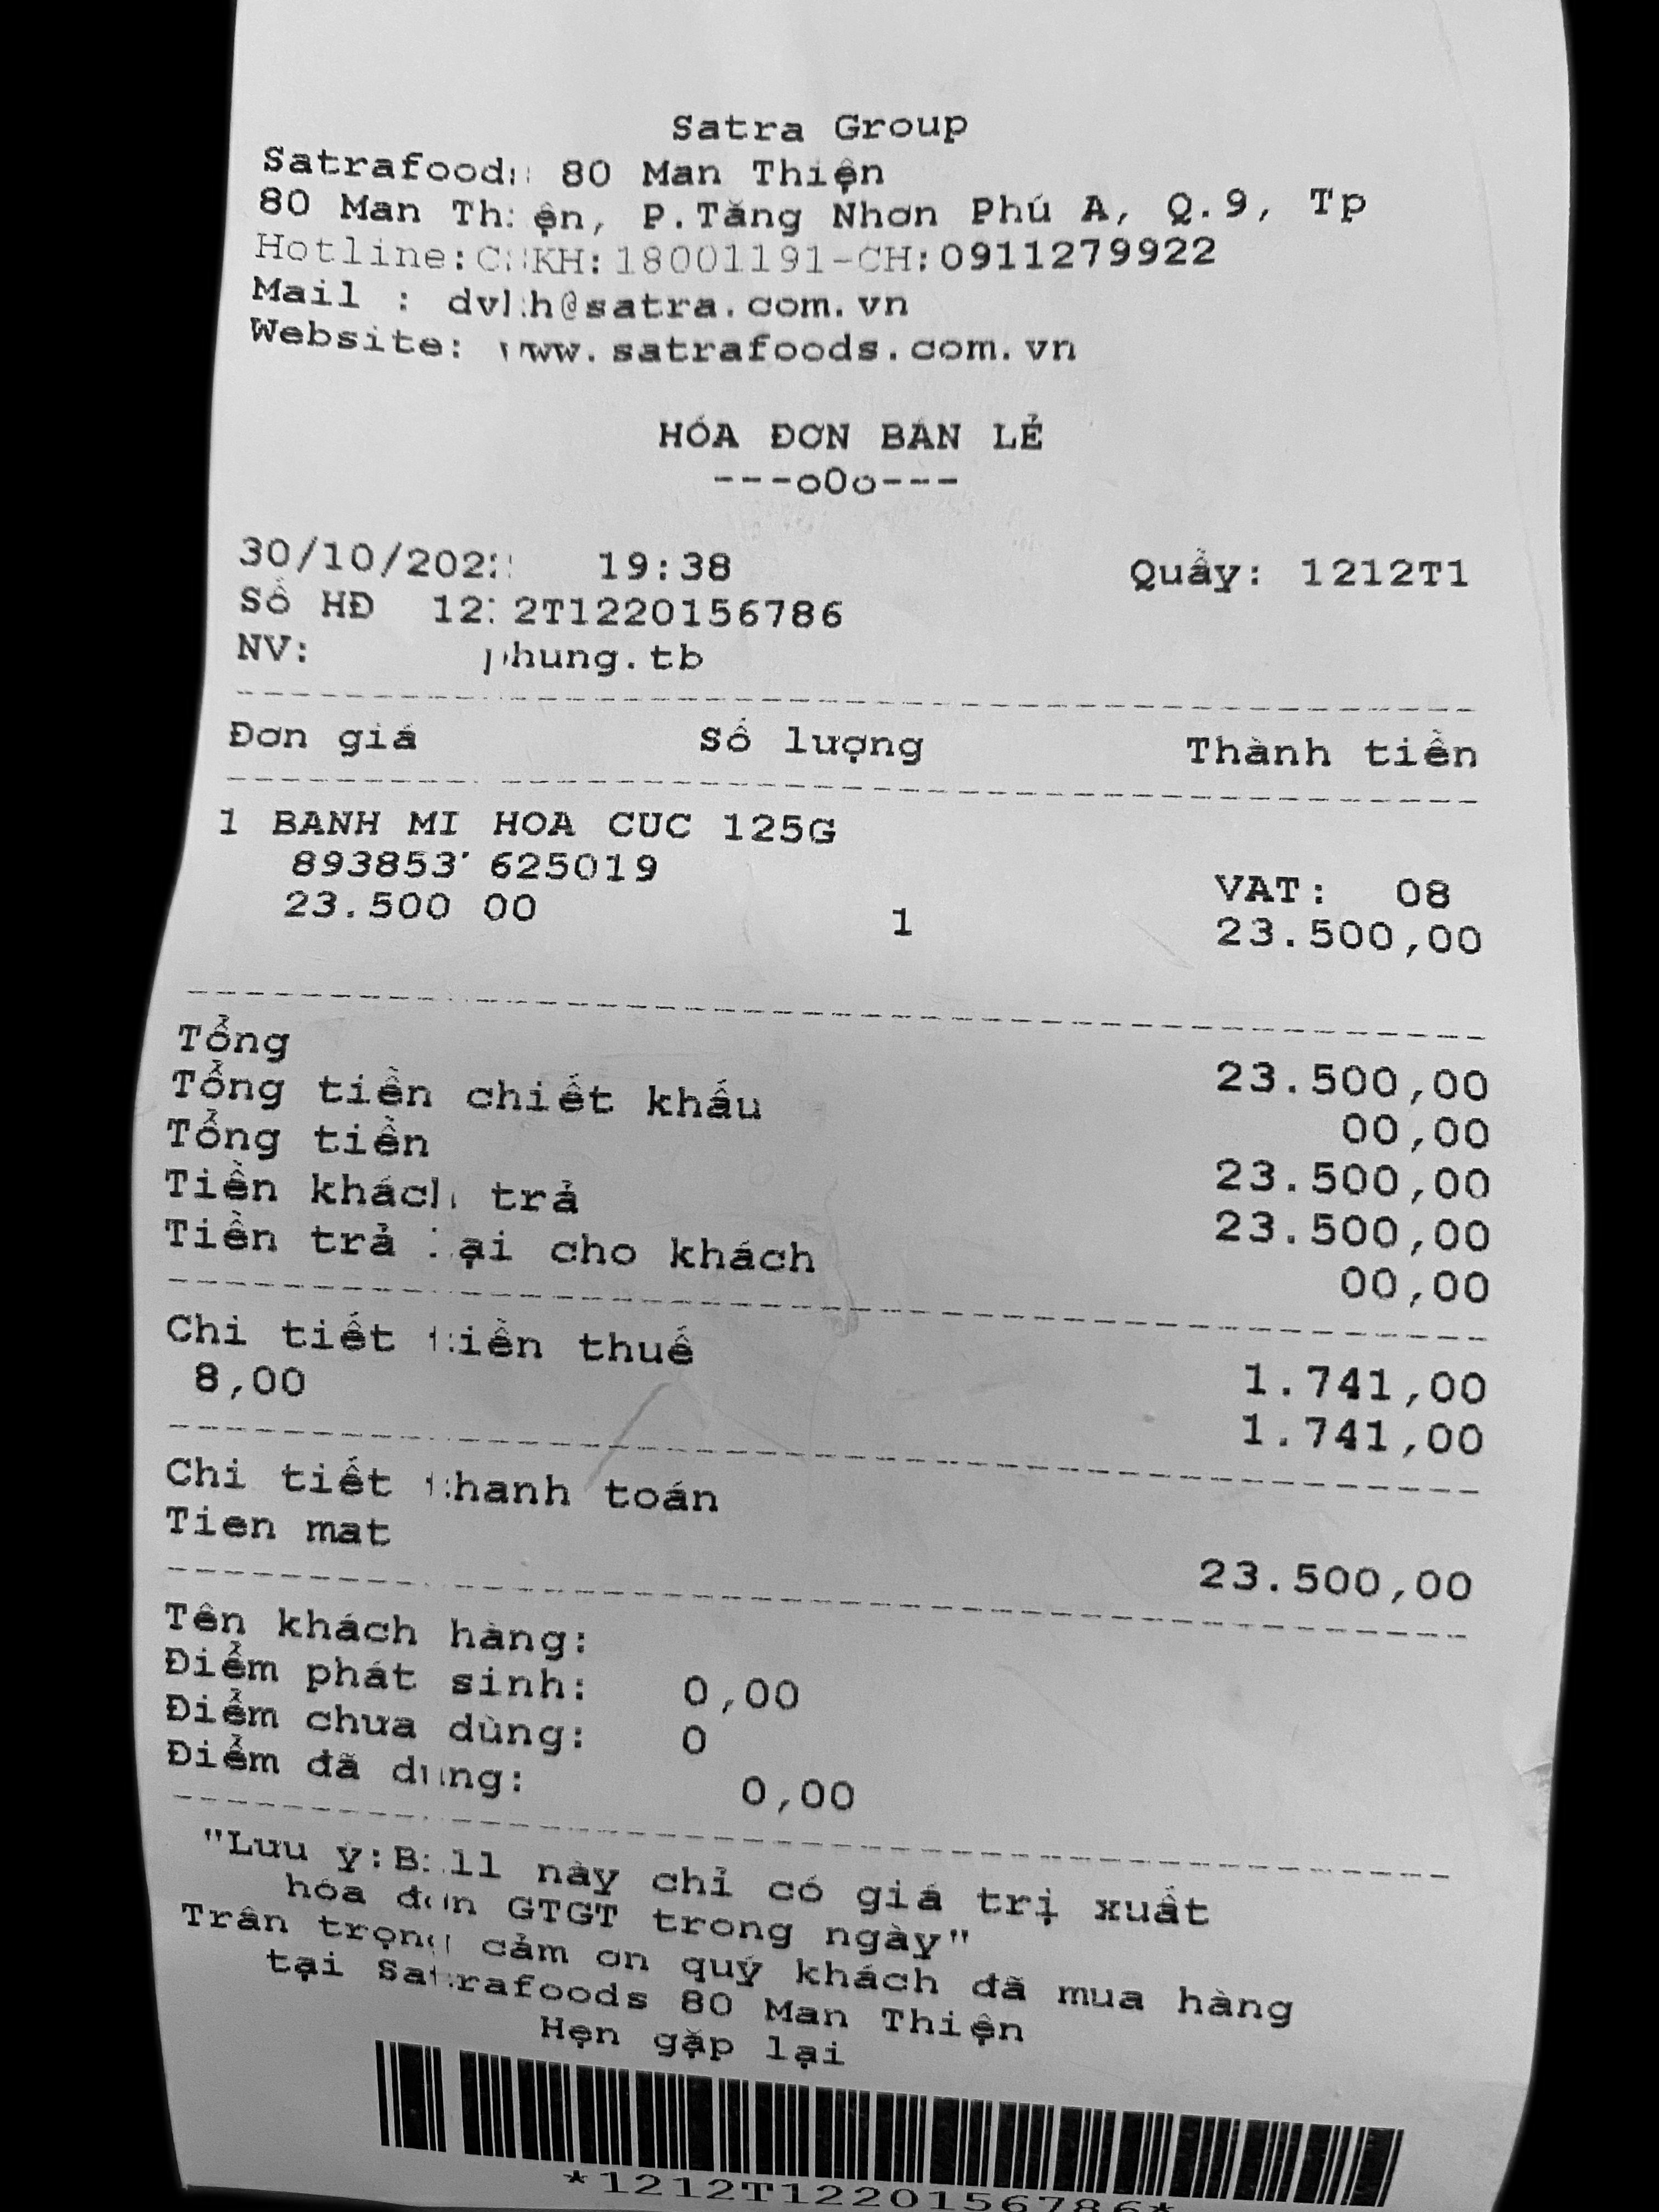 Satra Group
Satrafoods 80 Man Thiện
80 Man Thiện, P.Tăng Nhơn Phú A, Q.9, Tp
Hotline:CSKH:18001191-CH:0911279922
Mail : dvkh@satra.com.vn
Website: www.satrafoods.com.vn
HÓA ĐƠN BÁN LẺ
---oOo---
19:38 Quầy: 1212T1
Số HĐ 1212T1220156786
NV: phung.tb
Đơn giá Số lượng Thành tiền
1 BANH MI HOA CUC 125G
VAT: 08
23.500 00 1 23.500,00
Tổng 23.500,00
Tổng tiền chiết khấu 00,00
Tổng tiền 23.500,00
Tiền khách trả 23.500,00
Tiền trả lại cho khách 00,00
Chi tiết tiền thuế 1.741,00
8,00 1.741,00
Chi tiết thanh toán
Tien mat 23.500,00
Tên khách hàng:
Điểm phát sinh: 0,00
Điểm chưa dùng: 0
Điểm đã dùng: 0,00
"Lưu ý:Bill này chỉ có giá trị xuất
hóa đơn GTGT trong ngày"
Trân trọng cảm ơn quý khách đã mua hàng
tại Satrafoods 80 Man Thiện
Hẹn gặp lại
*1212T1220156786*